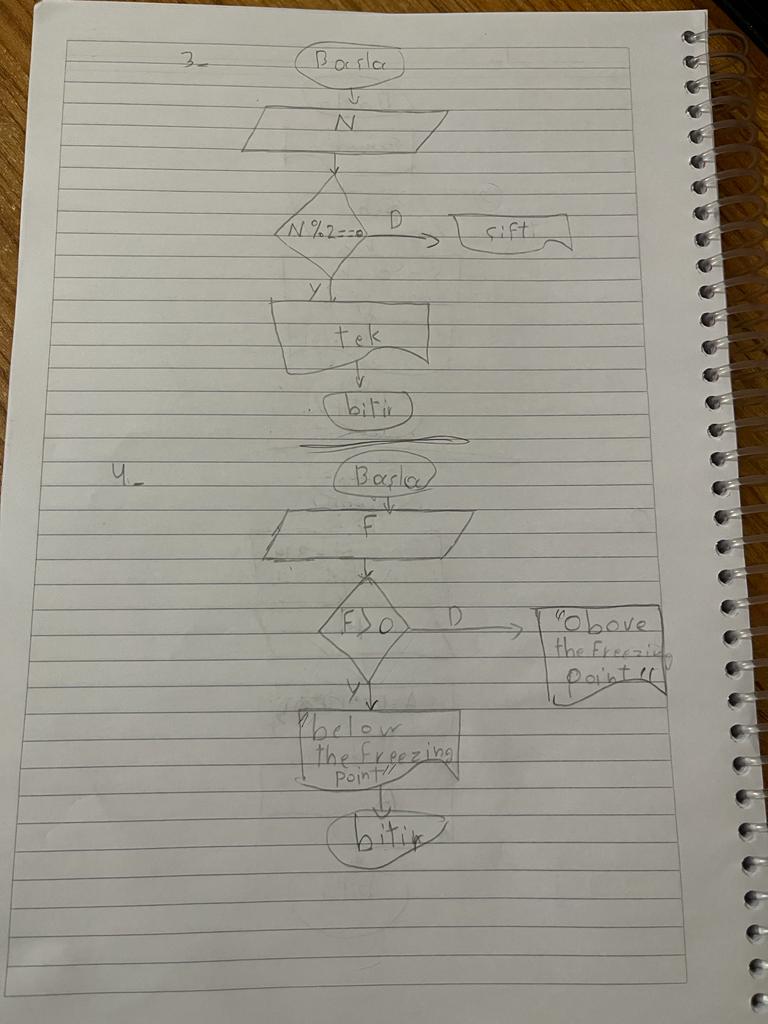 3_
Başla
N
N%2==0
D
çift
Y
tek
bitir
4_
Başla
F
F>0
D
"above
the freezing
point"
Y
"below
the freezing
point"
bitir